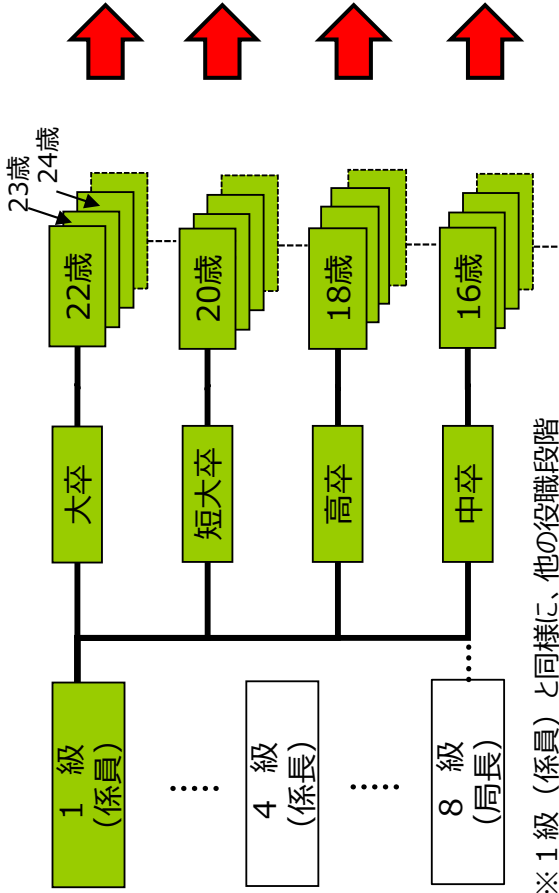 23歳
24歳
１ 級
（係員）
大卒
22歳
短大卒
20歳
４ 級
（係長）
高卒
18歳
８ 級
（局長）
中卒
16歳
※１級（係員）と同様に、他の役職段階